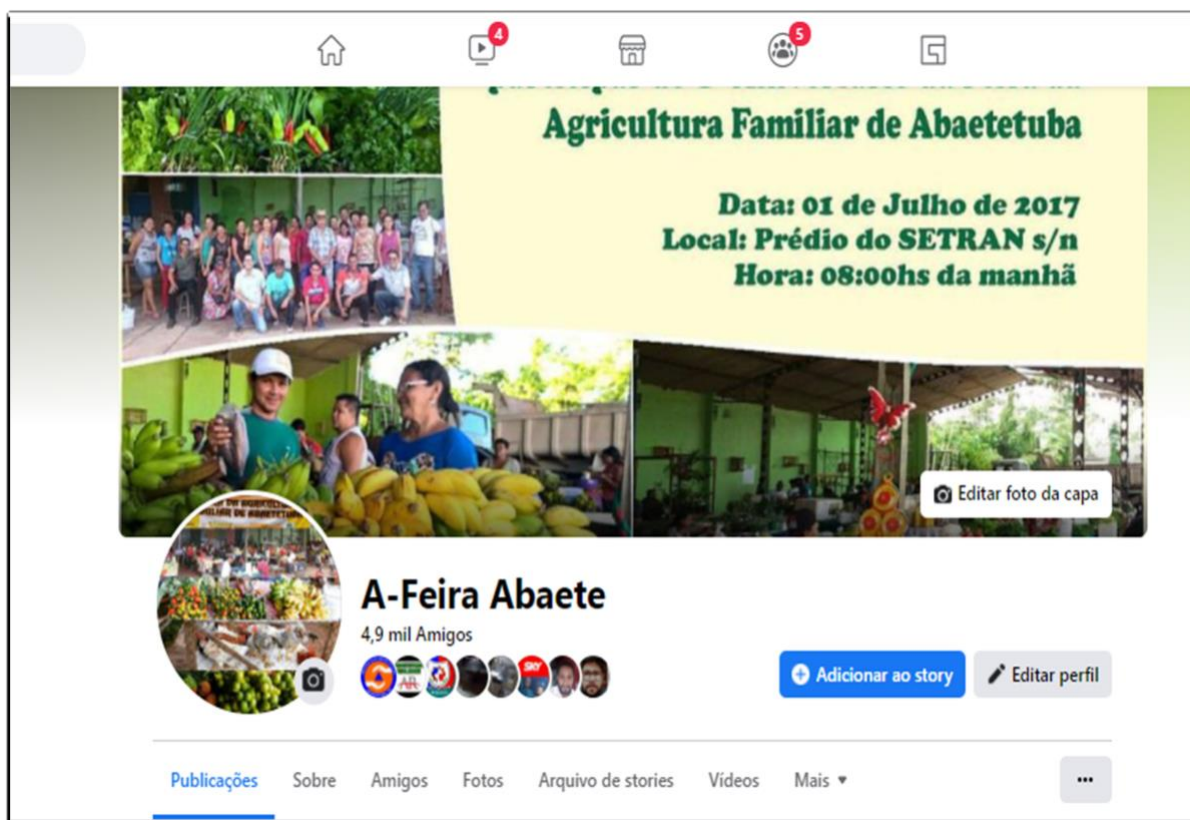 4
5
Agricultura Familiar de Abaetetuba
Data: 01 de Julho de 2017
Local: Prédio do SETRAN s/n
Hora: 08:00hs da manhã
Editar foto da capa
A-Feira Abaete
4,9 mil Amigos
SKY
Adicionar ao story
Editar perfil
Publicações
Sobre
Amigos
Fotos
Arquivo de stories
Vídeos
Mais